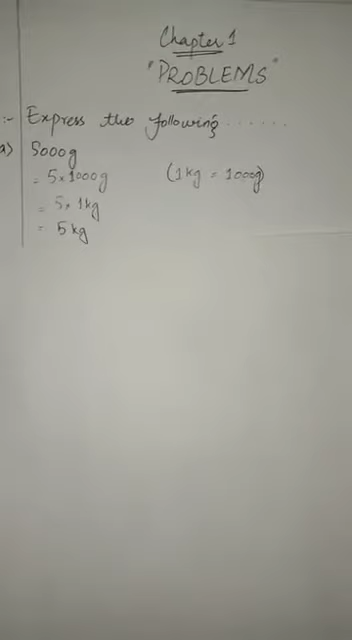 Chapter 1
"PROBLEMS"
:- Express the following ......
a) 5000g
= 5×1000g (1kg = 1000g)
= 5× 1kg
= 5kg